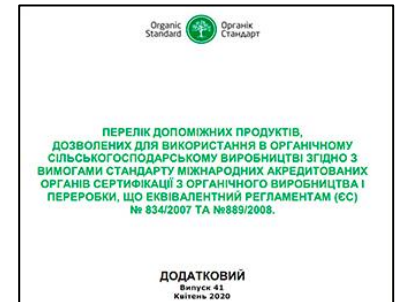 Organic Standard
Органік Стандарт
ПЕРЕЛІК ДОПОМІЖНИХ ПРОДУКТІВ,
ДОЗВОЛЕНИХ ДЛЯ ВИКОРИСТАННЯ В ОРГАНІЧНОМУ
СІЛЬСЬКОГОСПОДАРСЬКОМУ ВИРОБНИЦТВІ ЗГІДНО З
ВИМОГАМИ СТАНДАРТУ МІЖНАРОДНИХ АКРЕДИТОВАНИХ
ОРГАНІВ СЕРТИФІКАЦІЇ З ОРГАНІЧНОГО ВИРОБНИЦТВА І
ПЕРЕРОБКИ, ЩО ЕКВІВАЛЕНТНИЙ РЕГЛАМЕНТАМ (ЄС)
№ 834/2007 ТА №889/2008.
ДОДАТКОВИЙ
Випуск 41
Квітень 2020